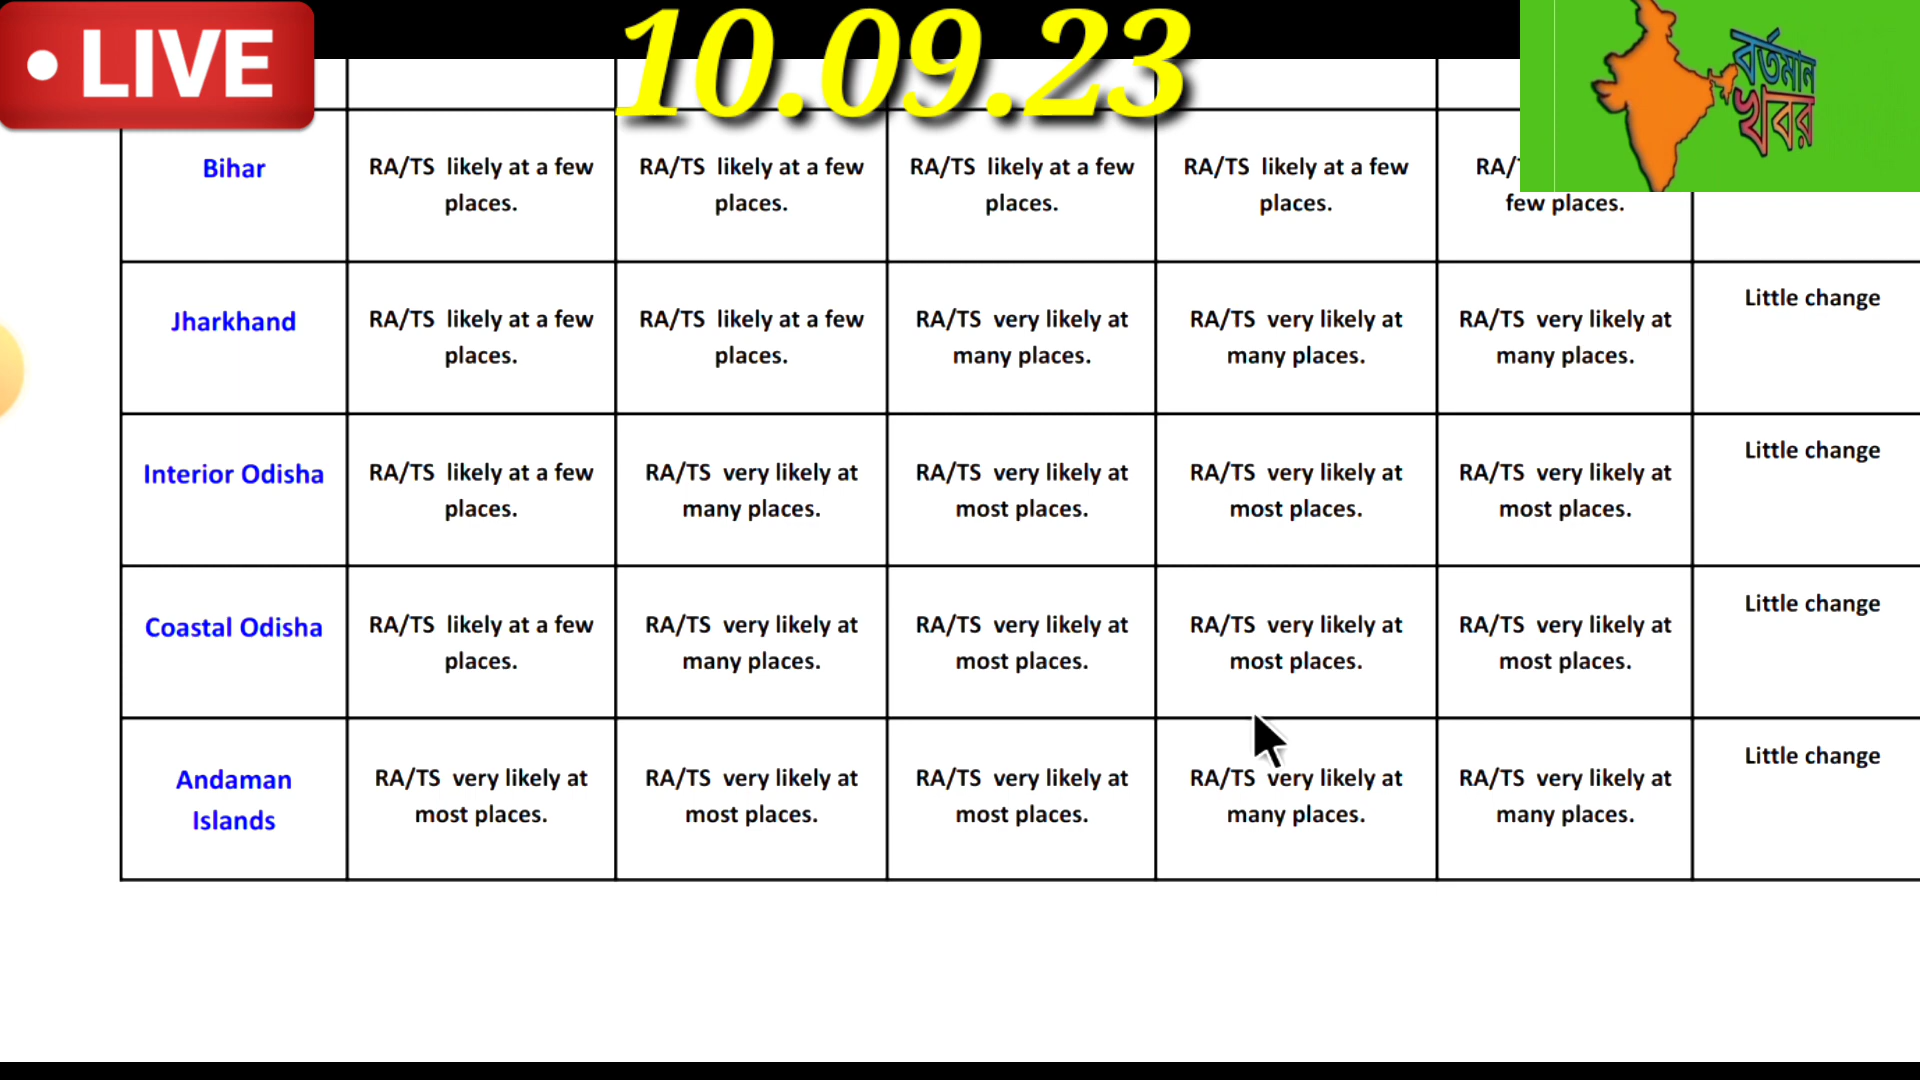 LIVE
10.09.23
বর্তমান
খবর
Bihar
RA/TS likely at a few
places.
RA/TS likely at a few
places.
RA/TS likely at a few
places.
RA/TS likely at a few
places.
RA/
few places.
Jharkhand
RA/TS likely at a few
places.
RA/TS likely at a few
places.
RA/TS very likely at
many places.
RA/TS very likely at
many places.
RA/TS very likely at
many places.
Little change
Interior Odisha
RA/TS likely at a few
places.
RA/TS very likely at
many places.
RA/TS very likely at
most places.
RA/TS very likely at
most places.
RA/TS very likely at
most places.
Little change
Coastal Odisha
RA/TS likely at a few
places.
RA/TS very likely at
many places.
RA/TS very likely at
most places.
RA/TS very likely at
most places.
RA/TS very likely at
most places.
Little change
Andaman
Islands
RA/TS very likely at
most places.
RA/TS very likely at
most places.
RA/TS very likely at
most places.
RA/TS very likely at
many places.
RA/TS very likely at
many places.
Little change